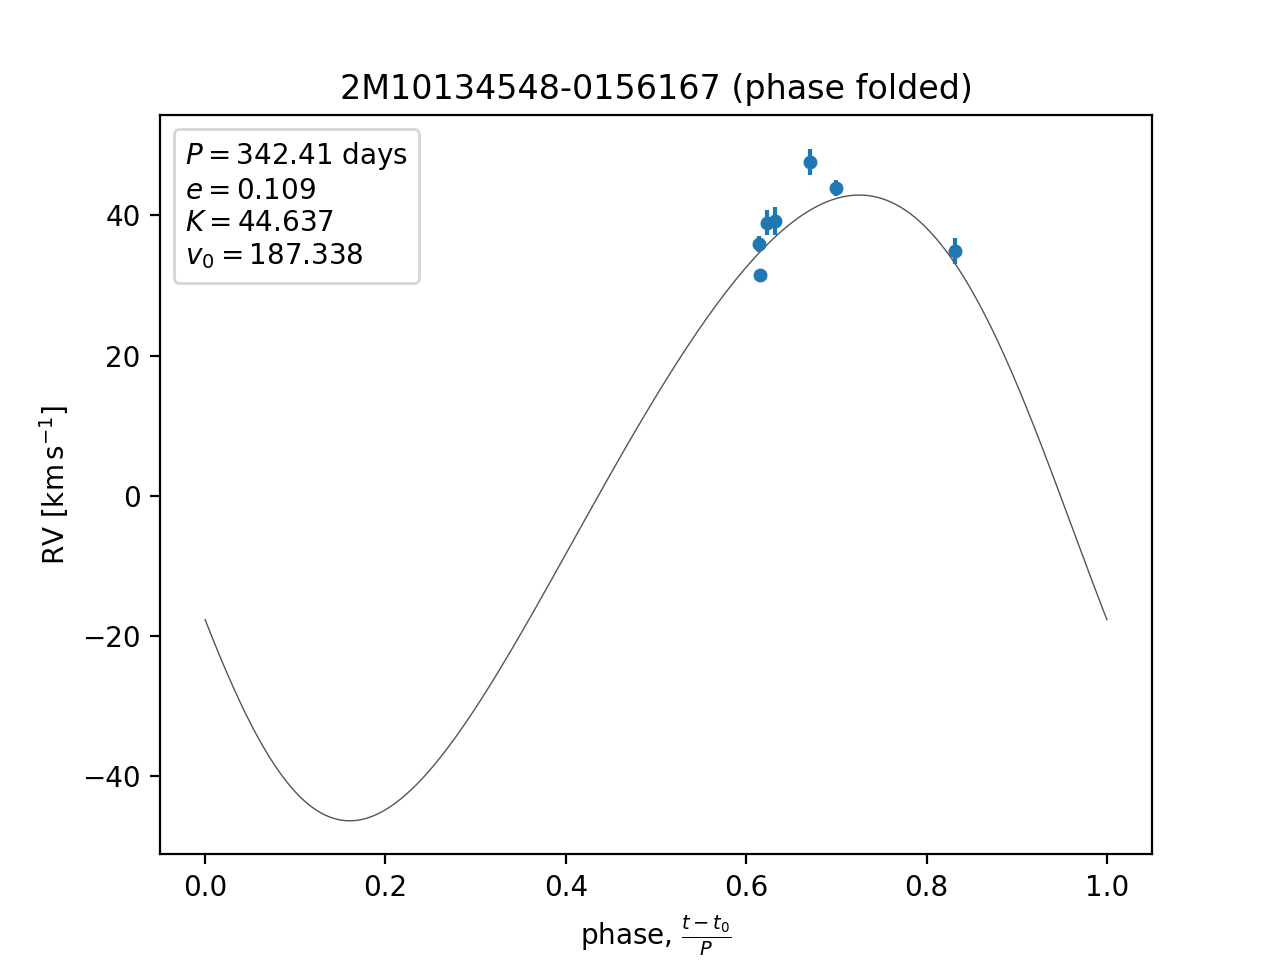 2M10134548-0156167 (phase folded)
P = 342.41 days
e = 0.109
K = 44.637
v₀ = 187.338
RV [km s⁻¹]
40
20
0
−20
−40
0.0 0.2 0.4 0.6 0.8 1.0
phase, (t − t₀)/P